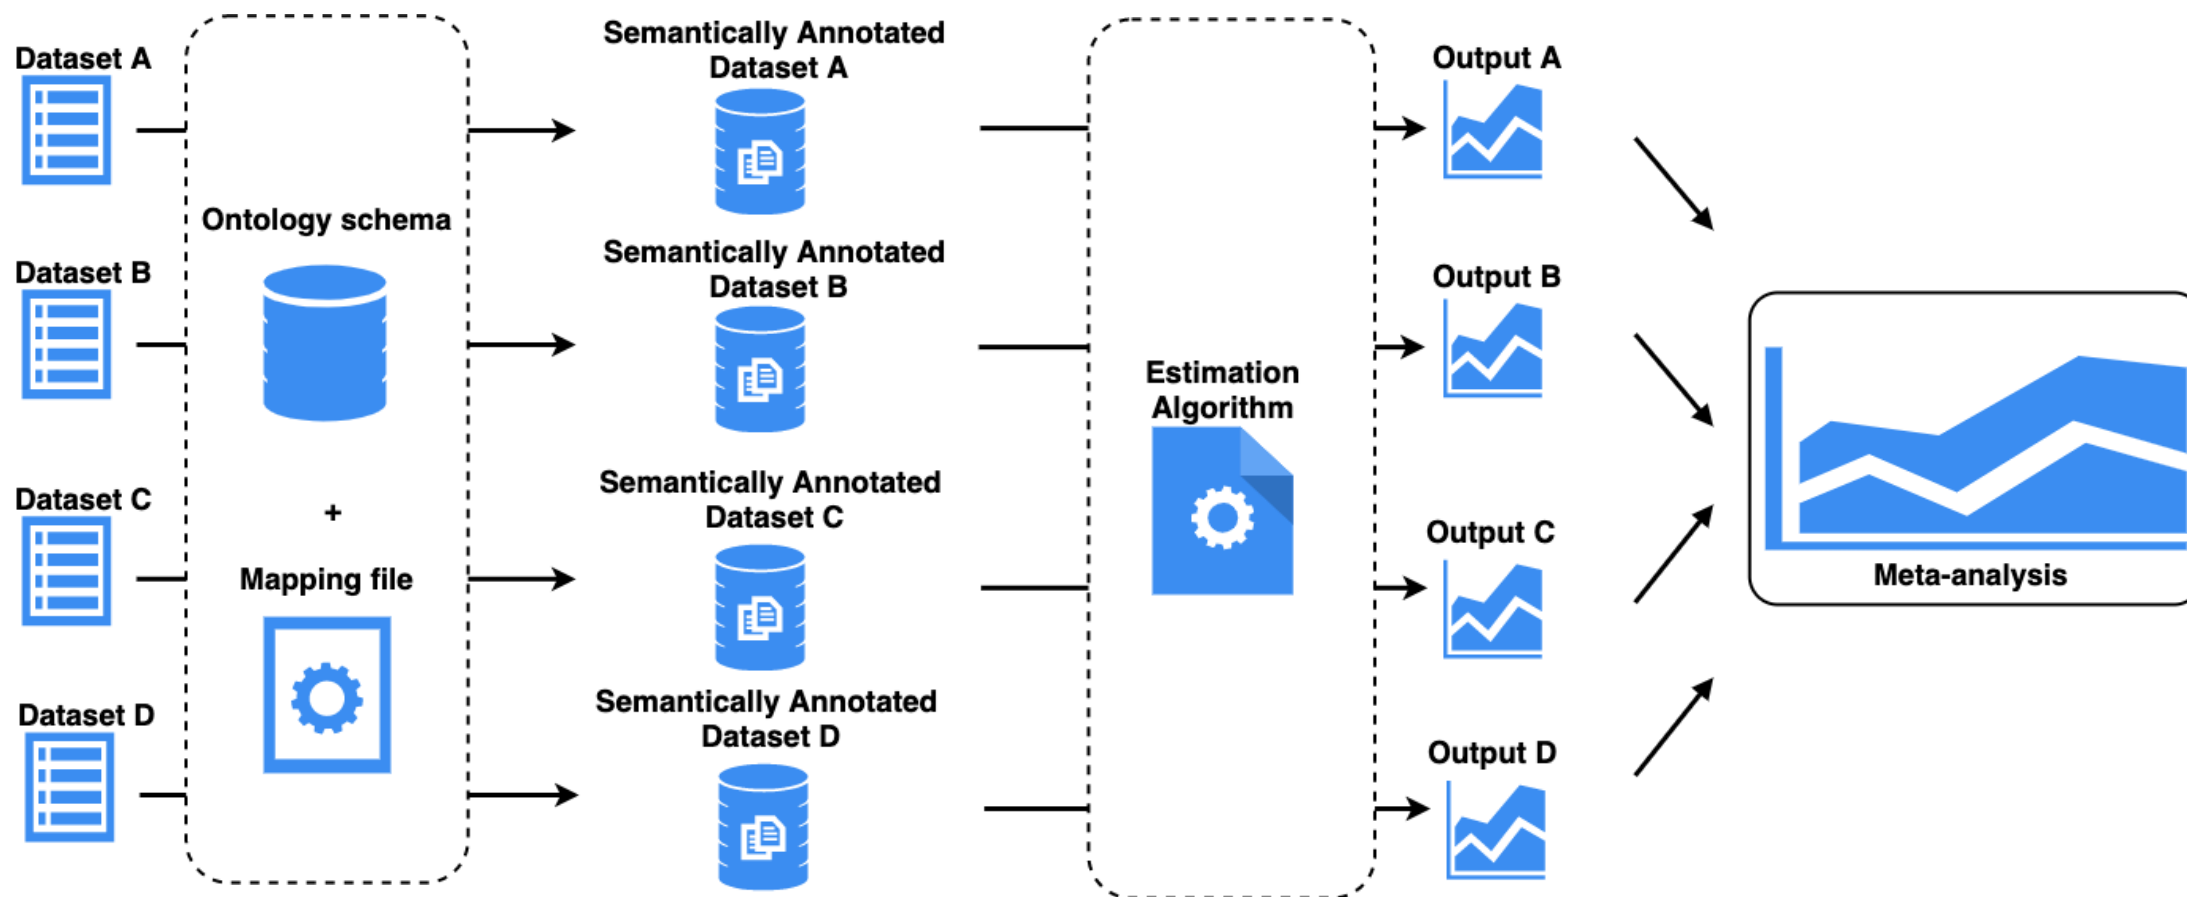 Dataset A
Dataset B
Dataset C
Dataset D
Ontology schema
+
Mapping file
Semantically Annotated
Dataset A
Semantically Annotated
Dataset B
Semantically Annotated
Dataset C
Semantically Annotated
Dataset D
Estimation
Algorithm
Output A
Output B
Output C
Output D
Meta-analysis